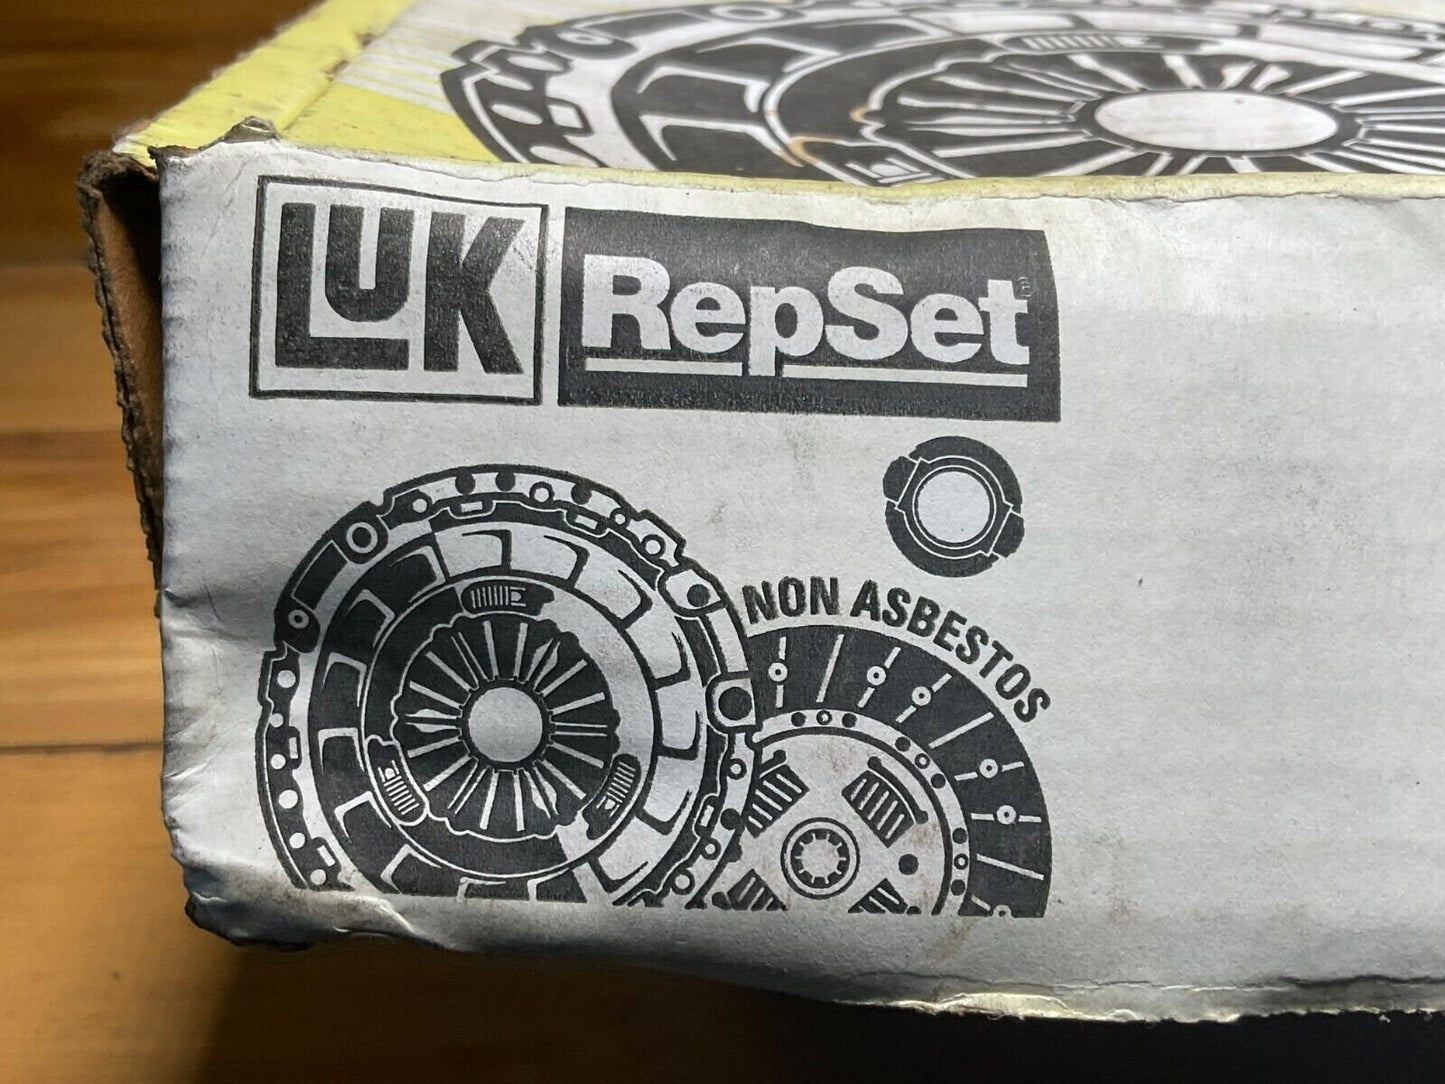 LUK
RepSet®
NON ASBESTOS